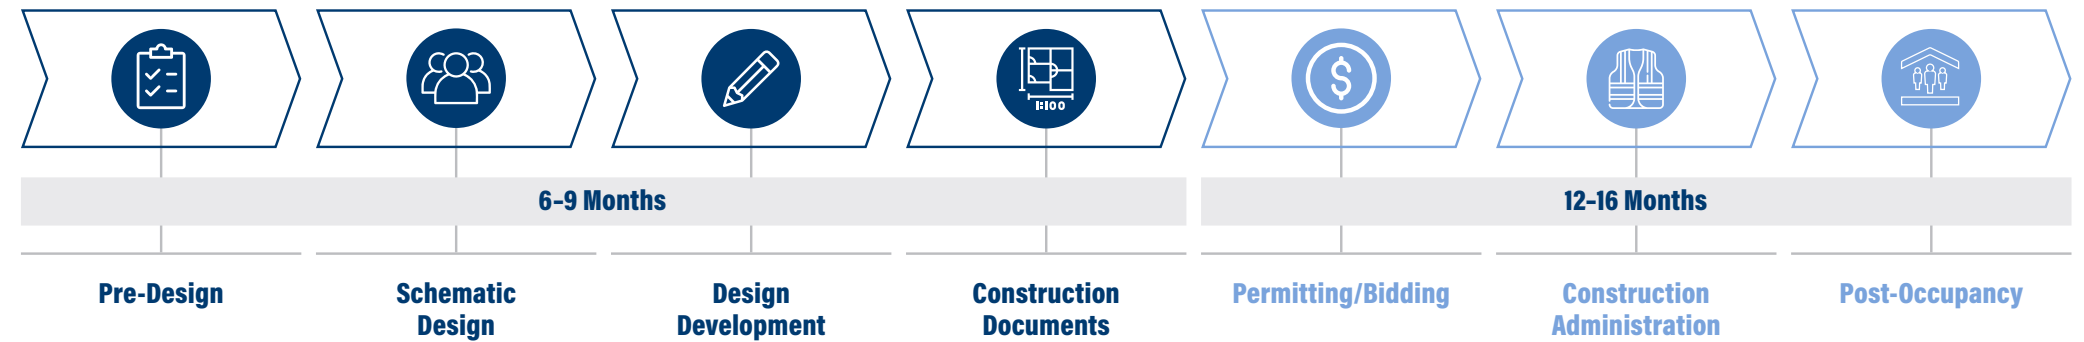 1:100
6–9 Months
12–16 Months
Pre-Design
Schematic
Design
Design
Development
Construction
Documents
Permitting/Bidding
Construction
Administration
Post-Occupancy